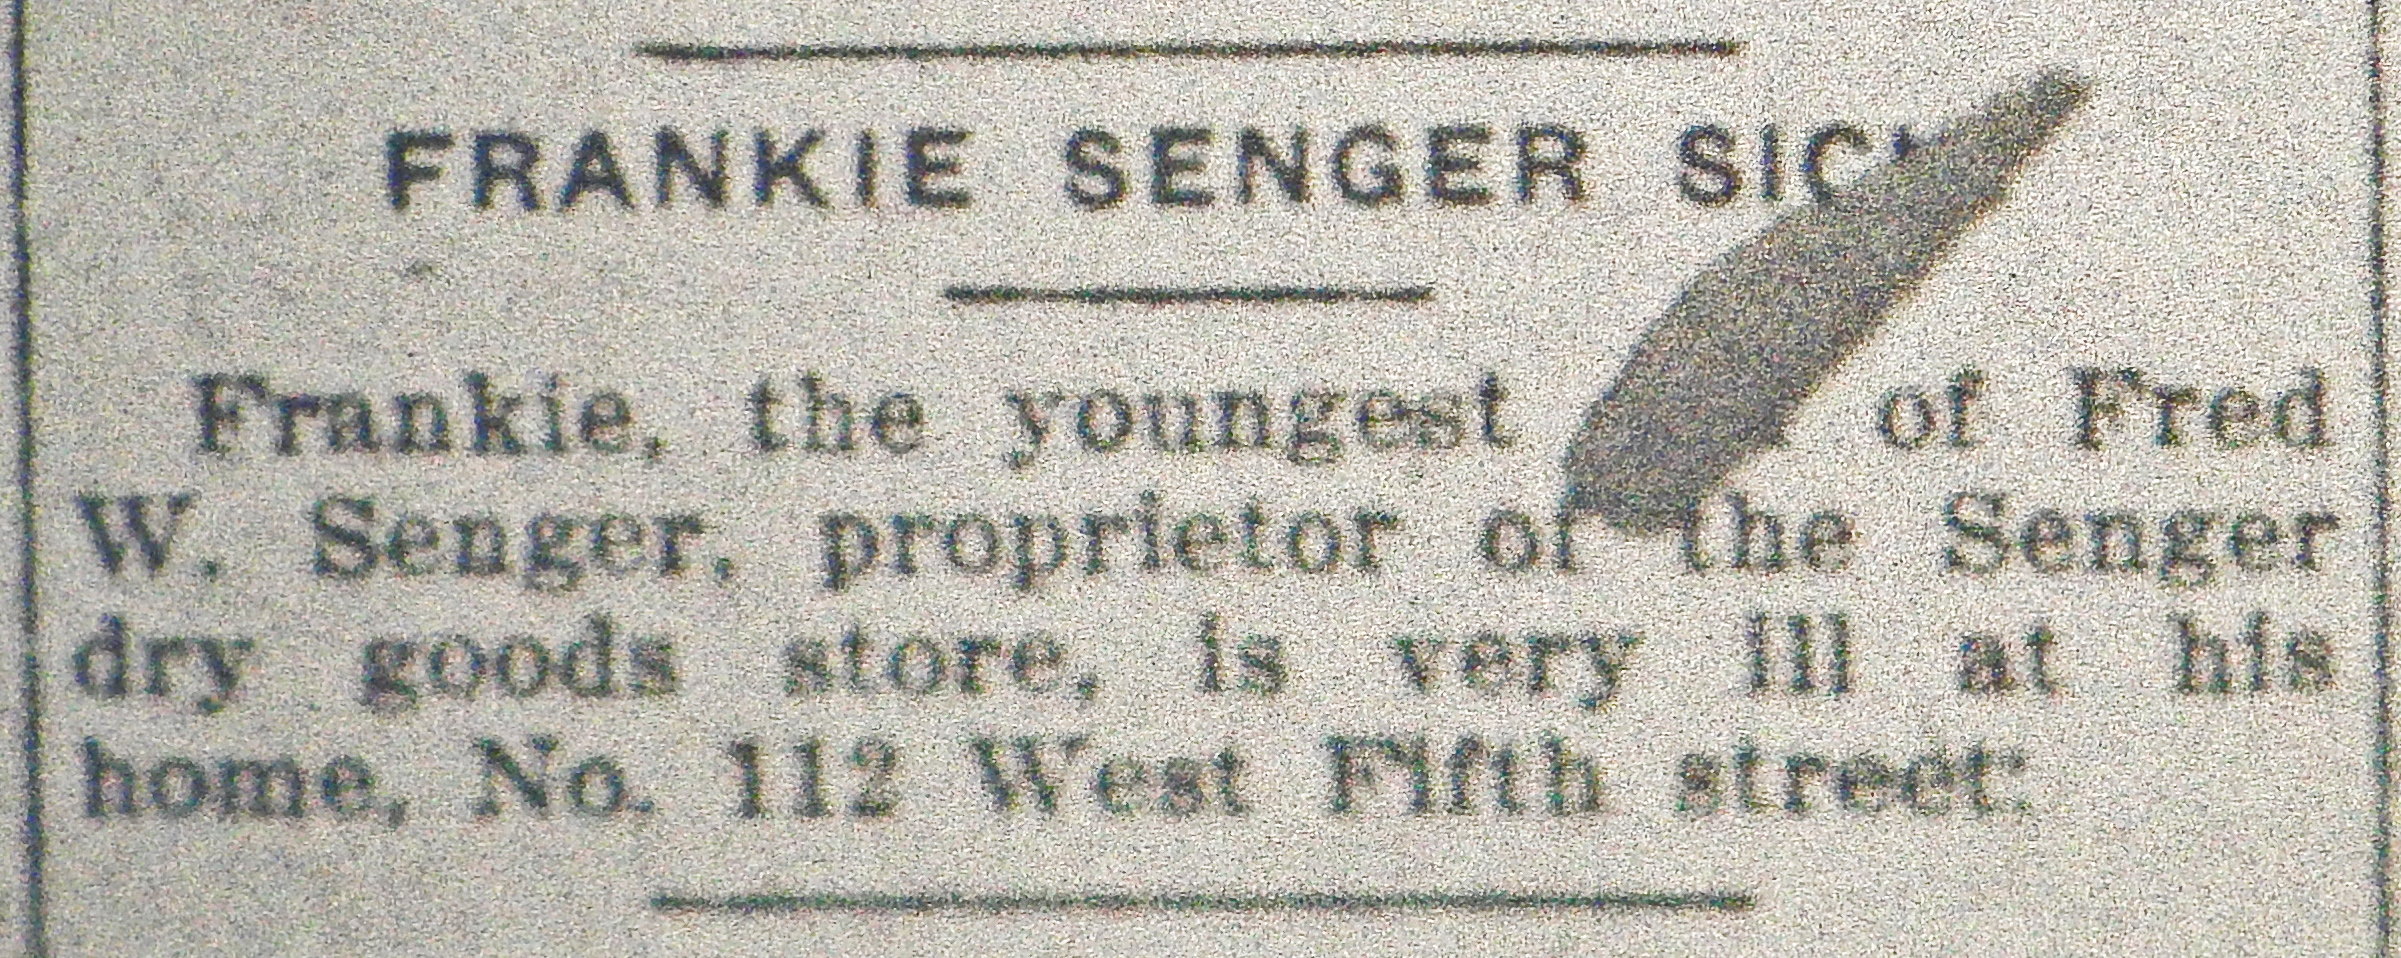 FRANKIE SENGER SICK
Frankie, the youngest of Fred
W. Senger, proprietor of the Senger
dry goods store, is very ill at his
home, No. 112 West Fifth street.